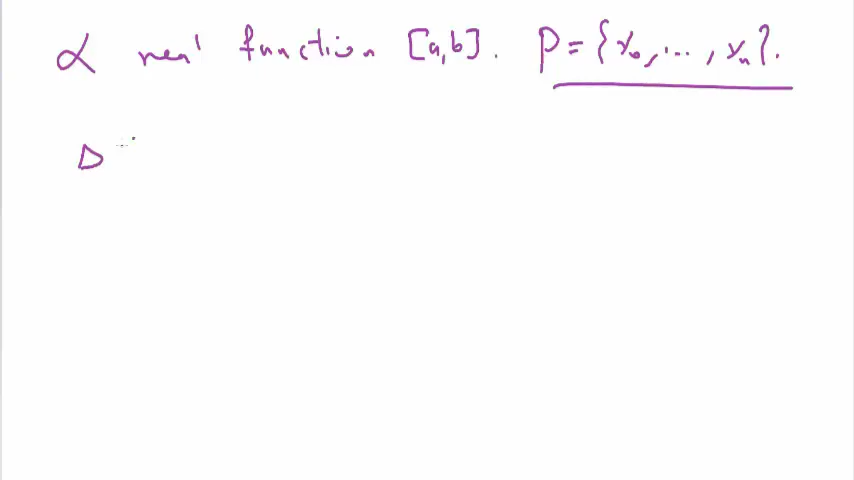 α real function [a,b]. P = {x₀, ..., xₙ}.
Δ